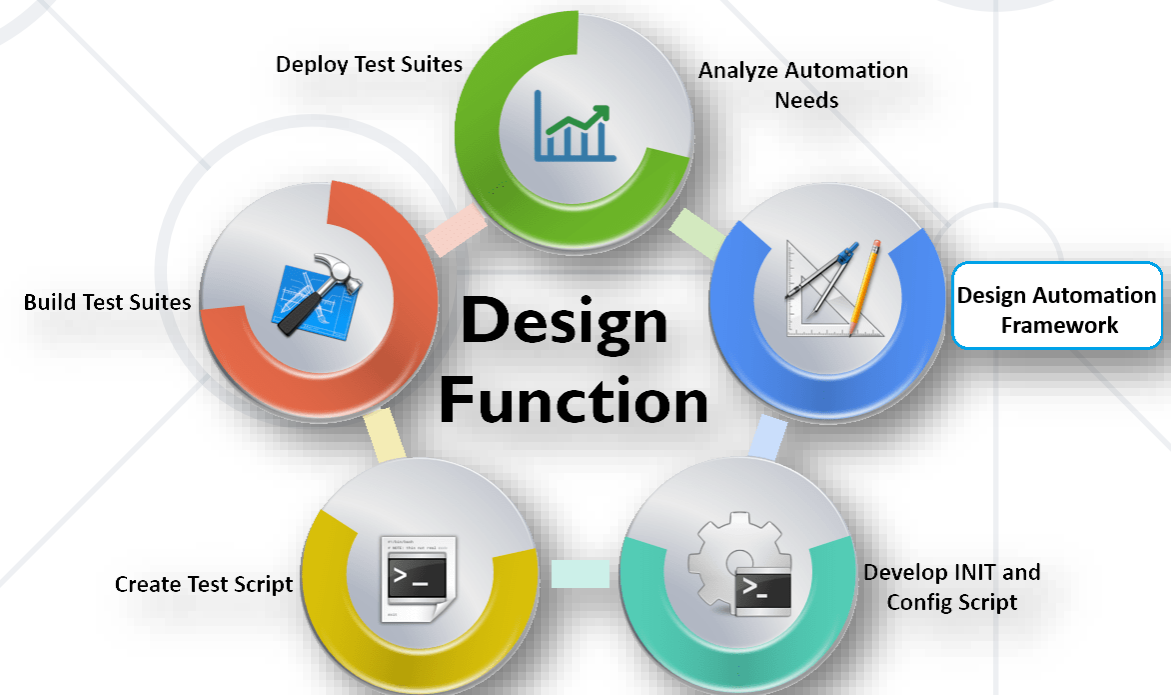 Deploy Test Suites
Analyze Automation
Needs
Build Test Suites
Design Automation
Framework
Design
Function
>_
>_
Create Test Script
Develop INIT and
Config Script